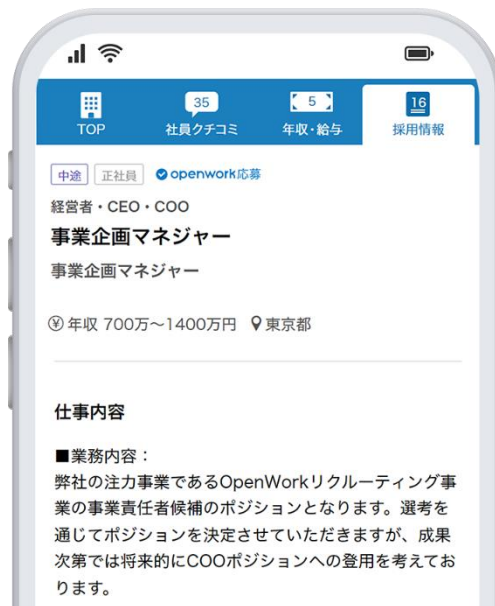 TOP
35
社員クチコミ
5
年収・給与
16
採用情報
中途 正社員 openwork応募
経営者・CEO・COO
事業企画マネジャー
事業企画マネジャー
年収 700万～1400万円 東京都
仕事内容
■業務内容：
弊社の注力事業であるOpenWorkリクルーティング事
業の事業責任者候補のポジションとなります。選考を
通じてポジションを決定させていただきますが、成果
次第では将来的にCOOポジションへの登用を考えてお
ります。